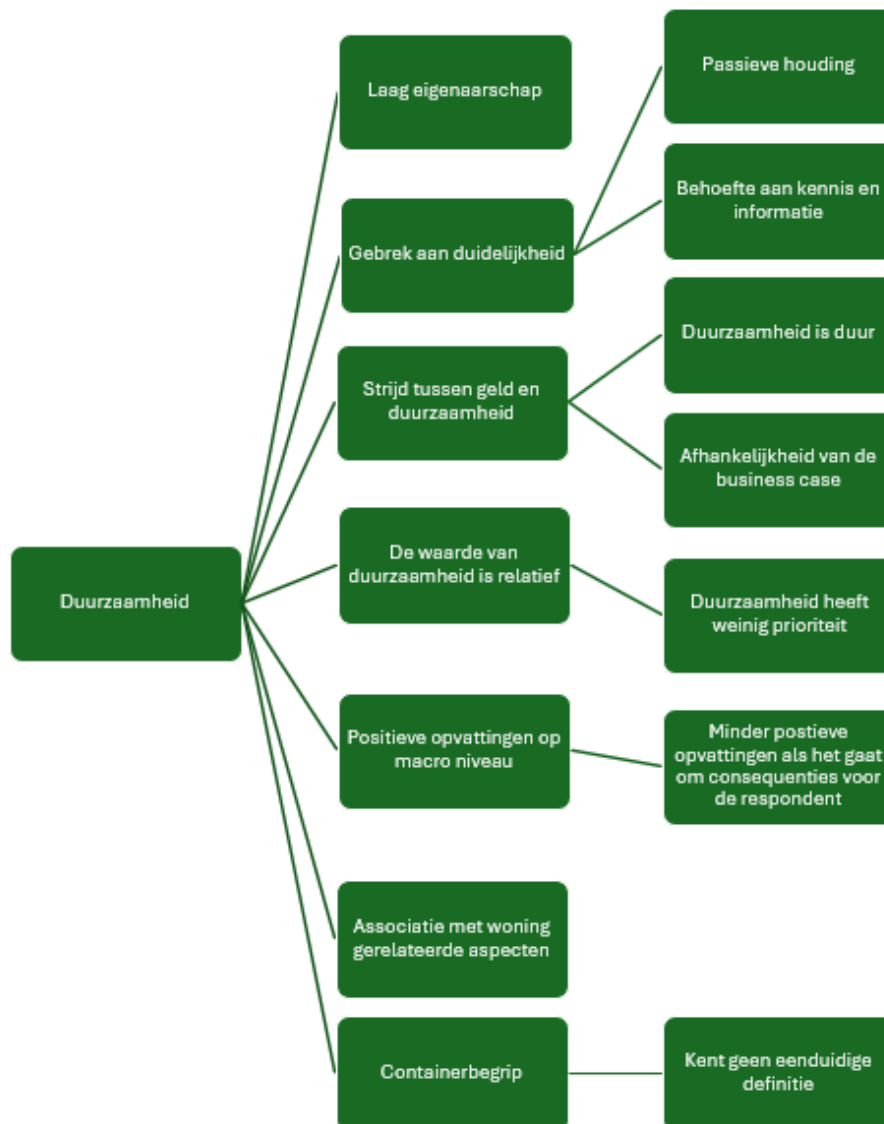 Duurzaamheid
Laag eigenaarschap
Gebrek aan duidelijkheid
Passieve houding
Behoefte aan kennis en
informatie
Strijd tussen geld en
duurzaamheid
Duurzaamheid is duur
Afhankelijkheid van de
business case
De waarde van
duurzaamheid is relatief
Duurzaamheid heeft
weinig prioriteit
Positieve opvattingen op
macro niveau
Minder postieve
opvattingen als het gaat
om consequenties voor
de respondent
Associatie met woning
gerelateerde aspecten
Containerbegrip
Kent geen eenduidige
definitie